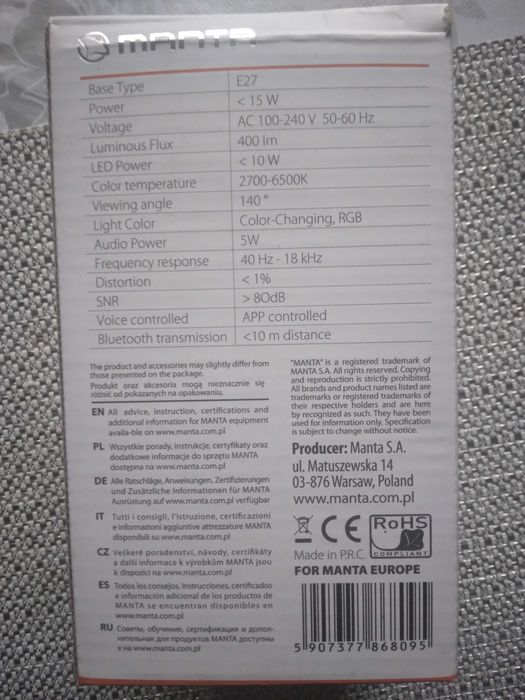 MANTA
Base Type E27
Power < 15 W
Voltage AC 100-240 V 50-60 Hz
Luminous Flux 400 lm
LED Power < 10 W
Color temperature 2700-6500K
Viewing angle 140 °
Light Color Color-Changing, RGB
Audio Power 5W
Frequency response 40 Hz - 18 kHz
Distortion < 1%
SNR > 80dB
Voice controlled APP controlled
Bluetooth transmission <10 m distance
The product and accessories may slightly differ from
those presented on the package.
Produkt oraz akcesoria mogą nieznacznie się
różnić od pokazanych na opakowaniu.
EN All advice, instruction, certifications and
additional information for MANTA equipment
availa-ble on www.manta.com.pl
PL Wszystkie porady, instrukcje, certyfikaty oraz
dodatkowe informacje do sprzętu MANTA
dostępna na www.manta.com.pl
DE Alle Ratschläge, Anweisungen, Zertifizierungen
und Zusätzliche Informationen für MANTA
Ausrüstung auf www.manta.com.pl verfügbar
IT Tutti i consigli, l'istruzione, certificazioni
e informazioni aggiuntive attrezzature MANTA
disponibili su www.manta.com.pl
CZ Veškeré poradenství, návody, certifikáty
a další informace k výrobkům MANTA jsou
k dispozici na www.manta.com.pl
ES Todos los consejos, instrucciones, certificados
e información adicional de los productos de
MANTA se encuentran disponibles en
www.manta.com.pl
RU Советы, обучение, сертификация и допол-
нительная для продуктов MANTA доступны
х на www.manta.com.pl
"MANTA" is a registered trademark of
MANTA S.A. All rights reserved. Copying
and reproduction is strictly prohibited.
All brands and product names listed are
trademarks or registered trademarks of
their respective holders and are here
by recognized as such. They have been
used for information only. Specification
is subject to change without notice.
Producer: Manta S.A.
ul. Matuszewska 14
03-876 Warsaw, Poland
www.manta.com.pl
CE
RoHS
COMPLIANT
Made in P.R.C.
FOR MANTA EUROPE
5 907377 868095